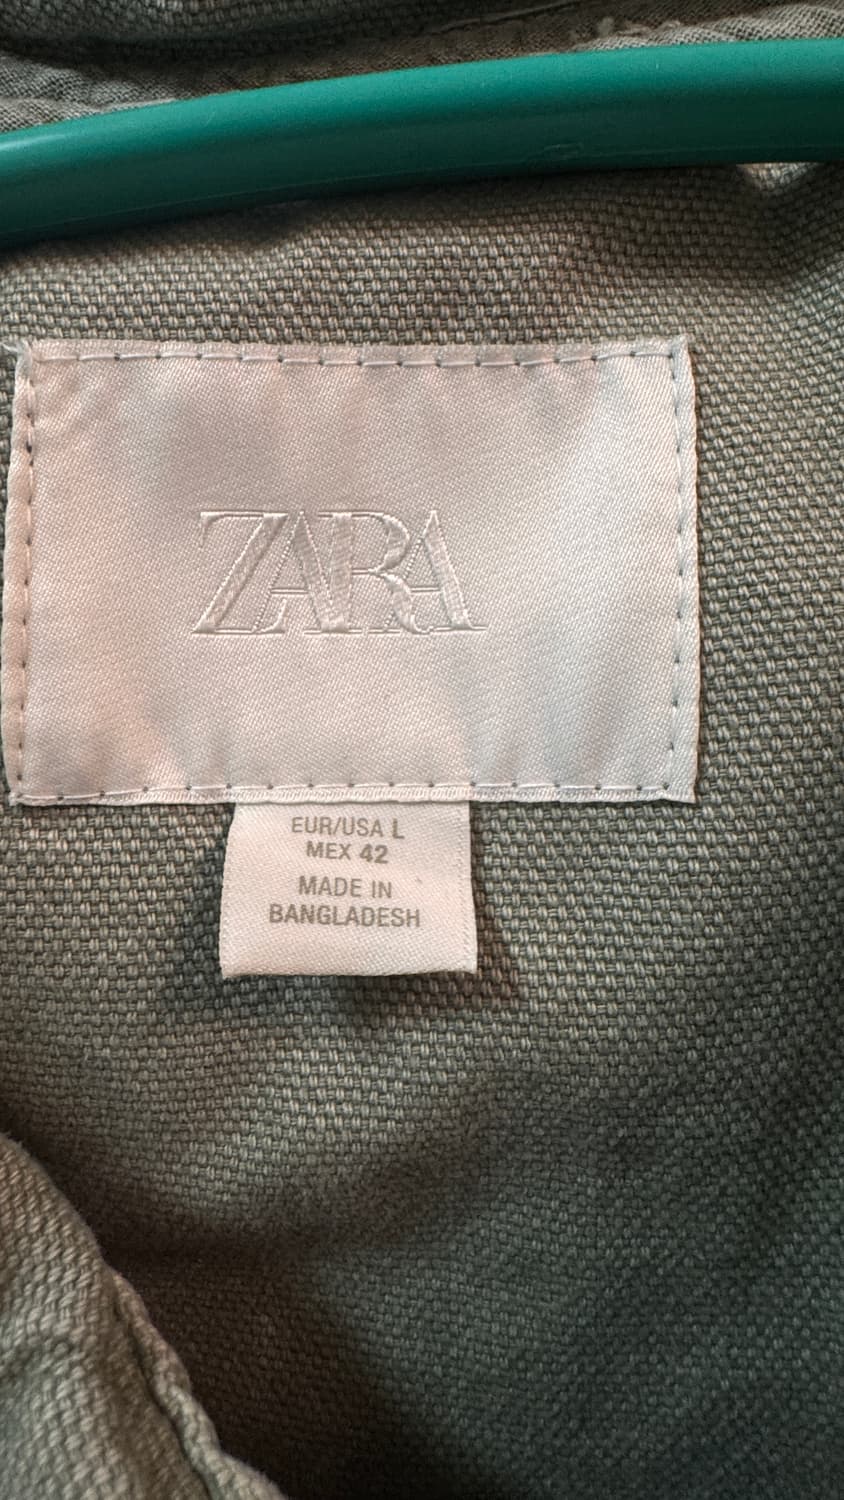 ZARA
EUR/USA L
MEX 42
MADE IN
BANGLADESH